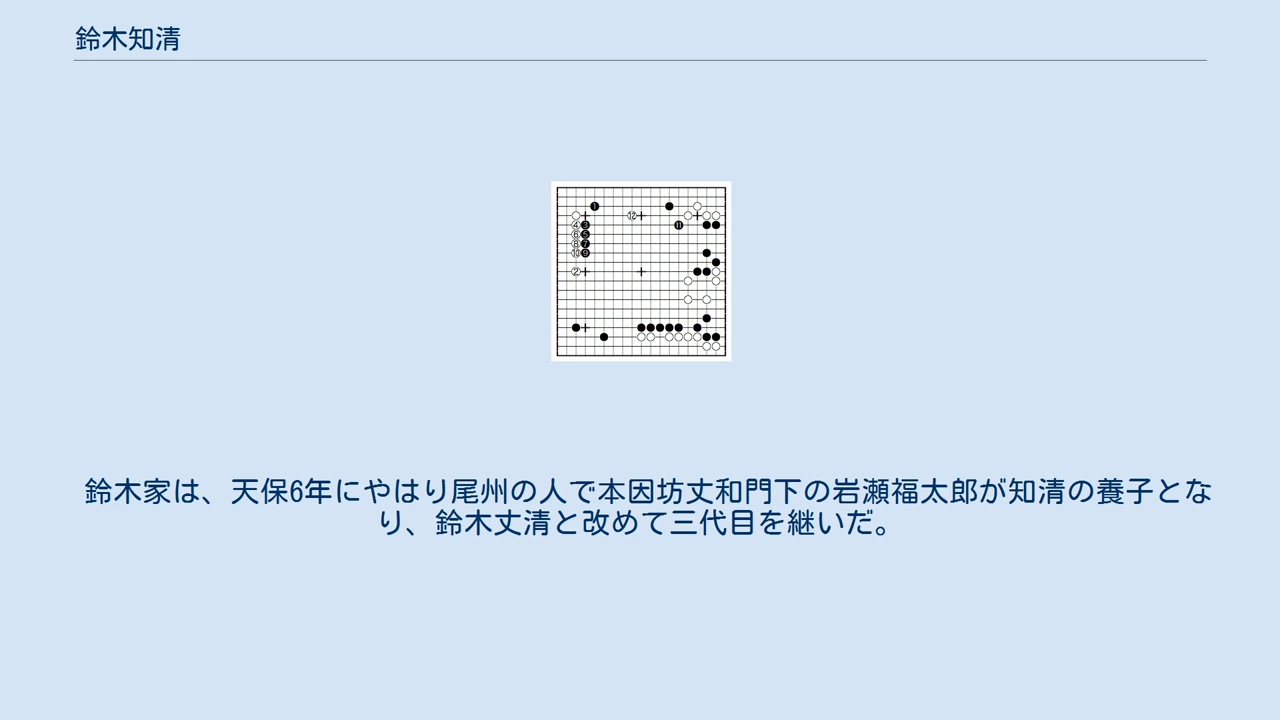 鈴木知清
鈴木家は、天保6年にやはり尾州の人で本因坊丈和門下の岩瀬福太郎が知清の養子とな
り、鈴木丈清と改めて三代目を継いだ。